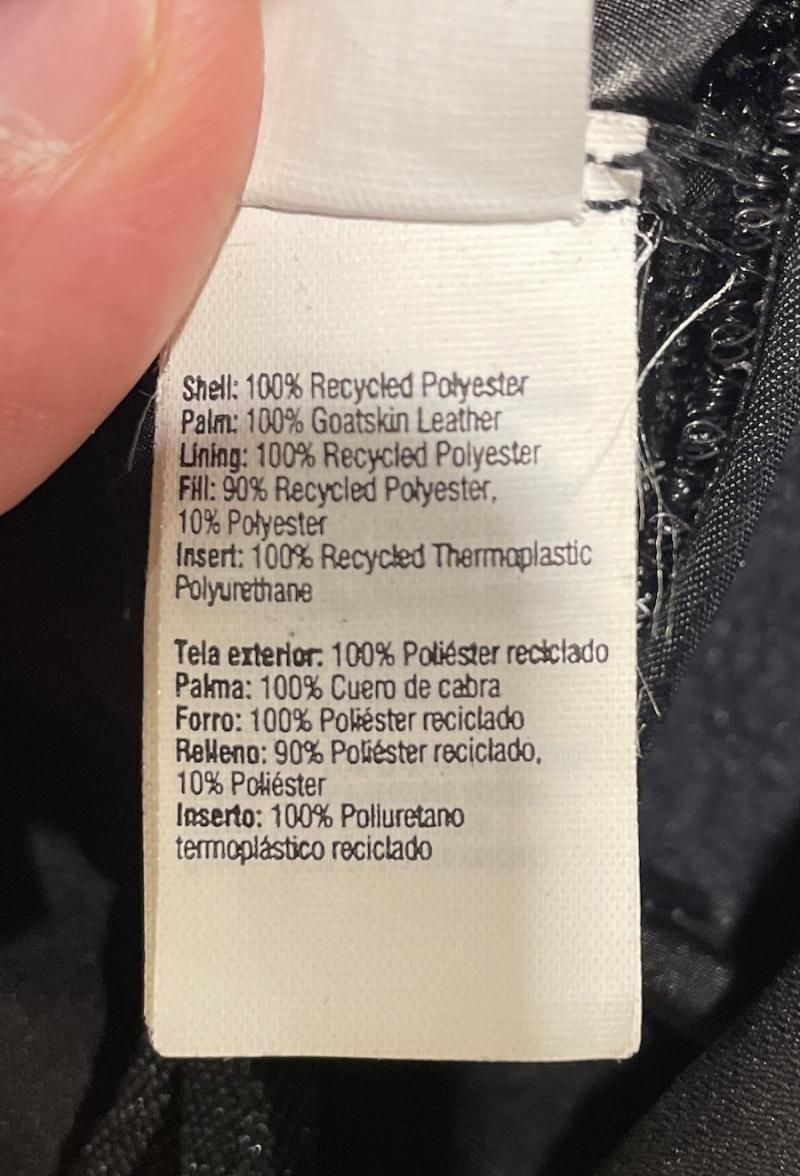 Shell: 100% Recycled Polyester
Palm: 100% Goatskin Leather
Lining: 100% Recycled Polyester
Fill: 90% Recycled Polyester,
10% Polyester
Insert: 100% Recycled Thermoplastic
Polyurethane
Tela exterior: 100% Poliéster reciclado
Palma: 100% Cuero de cabra
Forro: 100% Poliéster reciclado
Relleno: 90% Poliéster reciclado,
10% Poliéster
Inserto: 100% Poliuretano
termoplástico reciclado